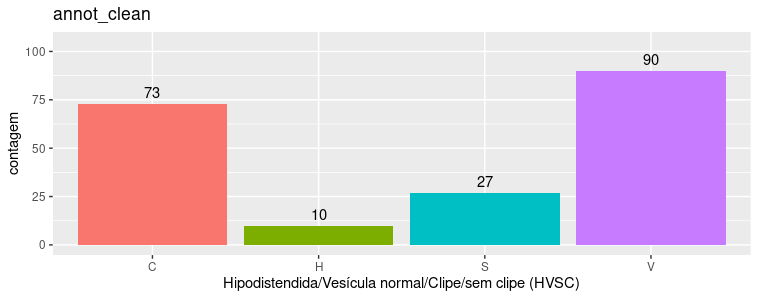 annot_clean
contagem
100
75
50
25
0
73
10
27
90
C
H
S
V
Hipodistendida/Vesícula normal/Clipe/sem clipe (HVSC)